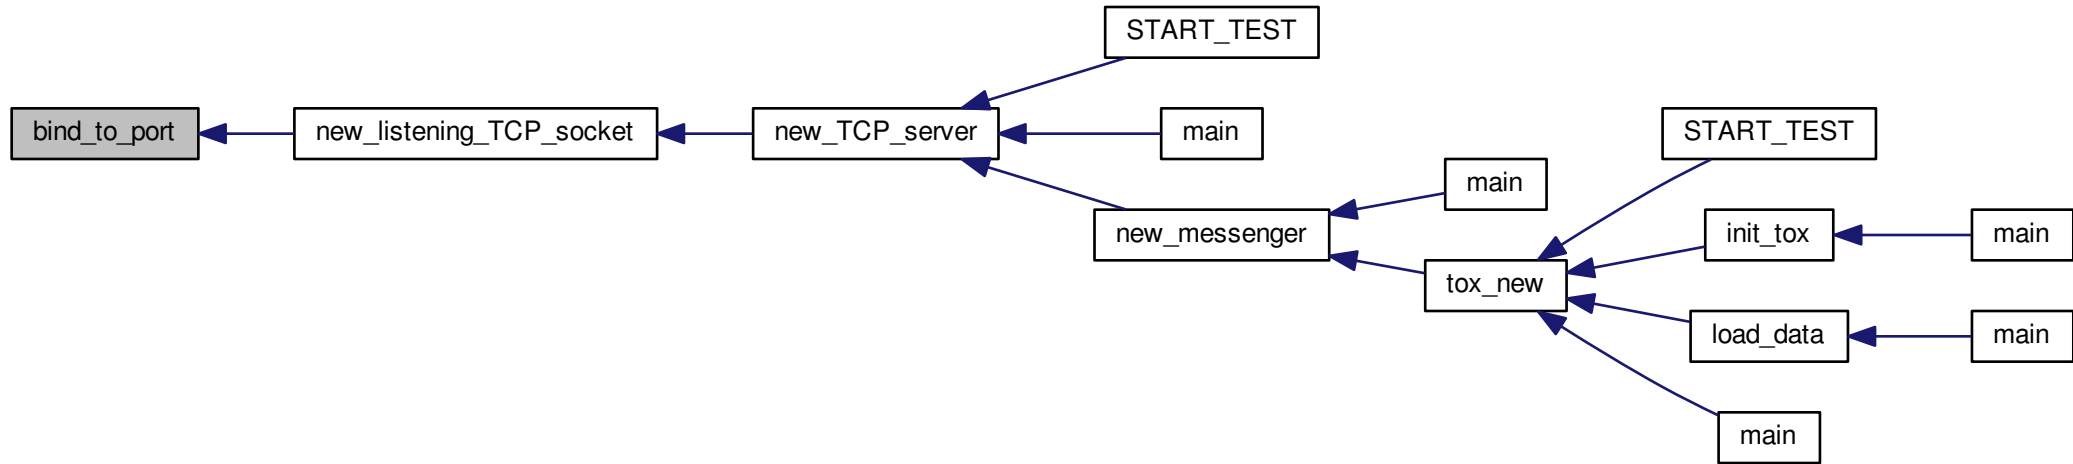 START_TEST
bind_to_port
new_listening_TCP_socket
new_TCP_server
main
START_TEST
main
new_messenger
init_tox
main
tox_new
load_data
main
main